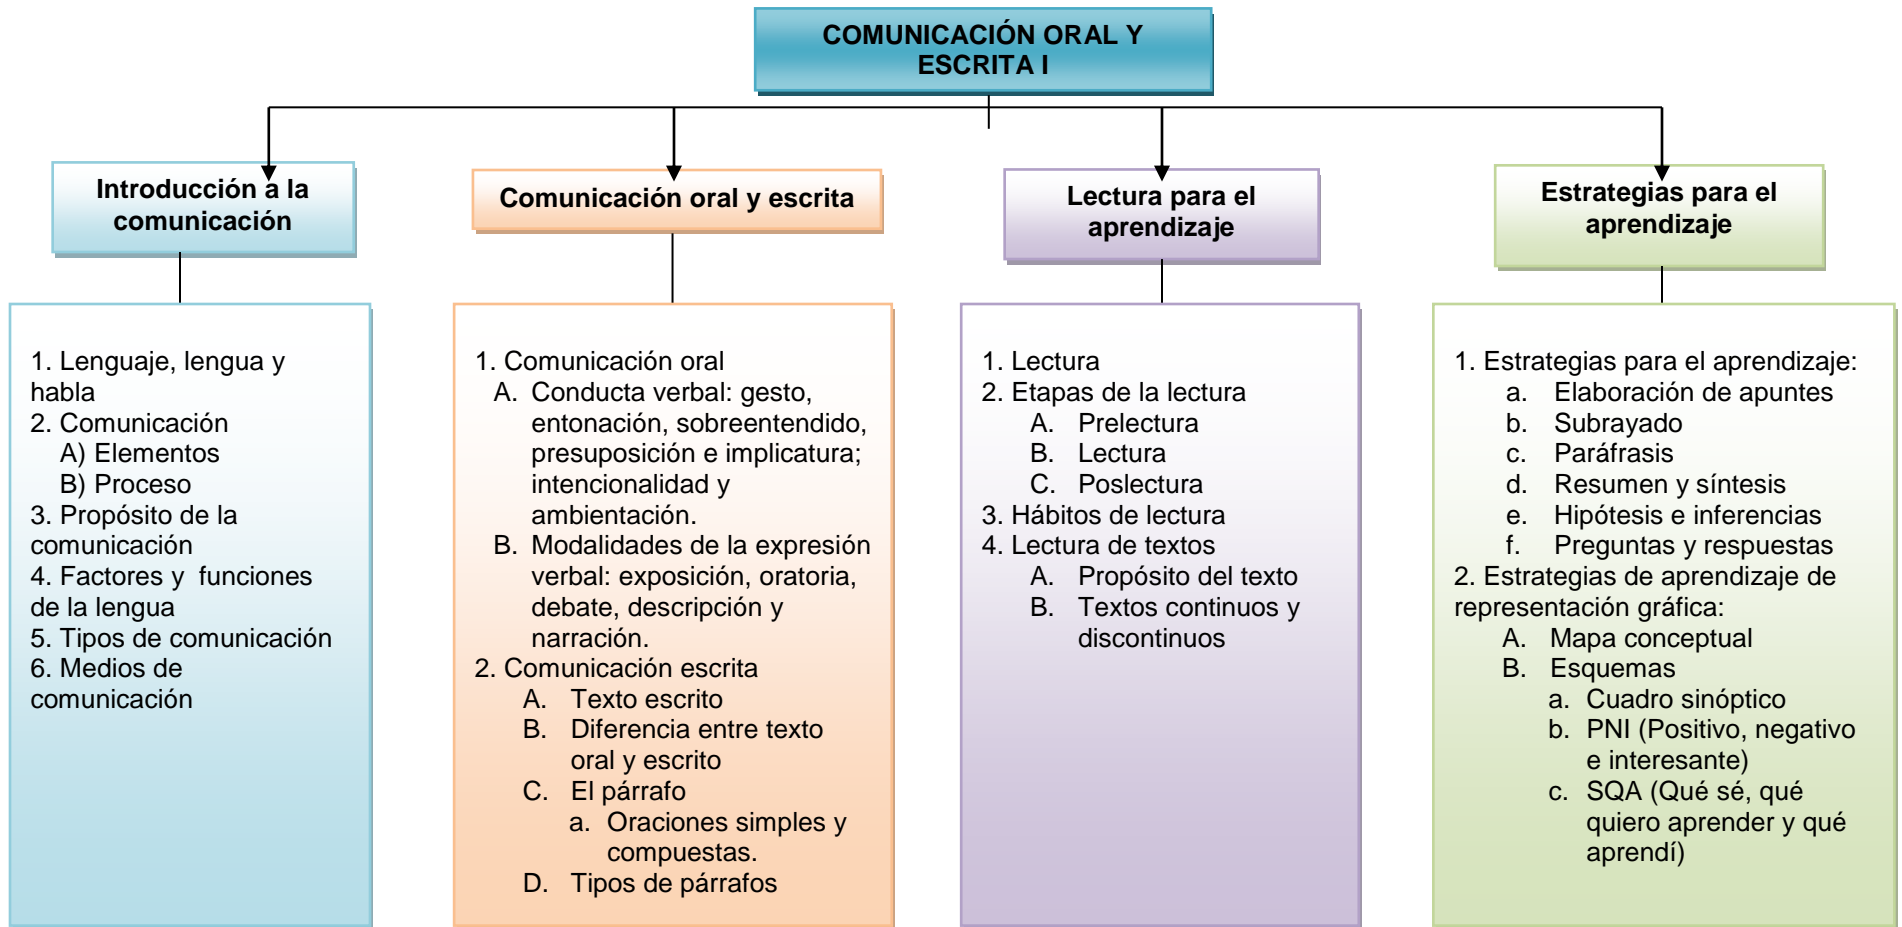 COMUNICACIÓN ORAL Y
ESCRITA I
Introducción a la
comunicación
1. Lenguaje, lengua y
habla
2. Comunicación
A) Elementos
B) Proceso
3. Propósito de la
comunicación
4. Factores y funciones
de la lengua
5. Tipos de comunicación
6. Medios de
comunicación
Comunicación oral y escrita
1. Comunicación oral
A. Conducta verbal: gesto,
entonación, sobreentendido,
presuposición e implicatura;
intencionalidad y
ambientación.
B. Modalidades de la expresión
verbal: exposición, oratoria,
debate, descripción y
narración.
2. Comunicación escrita
A. Texto escrito
B. Diferencia entre texto
oral y escrito
C. El párrafo
a. Oraciones simples y
compuestas.
D. Tipos de párrafos
Lectura para el
aprendizaje
1. Lectura
2. Etapas de la lectura
A. Prelectura
B. Lectura
C. Poslectura
3. Hábitos de lectura
4. Lectura de textos
A. Propósito del texto
B. Textos continuos y
discontinuos
Estrategias para el
aprendizaje
1. Estrategias para el aprendizaje:
a. Elaboración de apuntes
b. Subrayado
c. Paráfrasis
d. Resumen y síntesis
e. Hipótesis e inferencias
f. Preguntas y respuestas
2. Estrategias de aprendizaje de
representación gráfica:
A. Mapa conceptual
B. Esquemas
a. Cuadro sinóptico
b. PNI (Positivo, negativo
e interesante)
c. SQA (Qué sé, qué
quiero aprender y qué
aprendí)